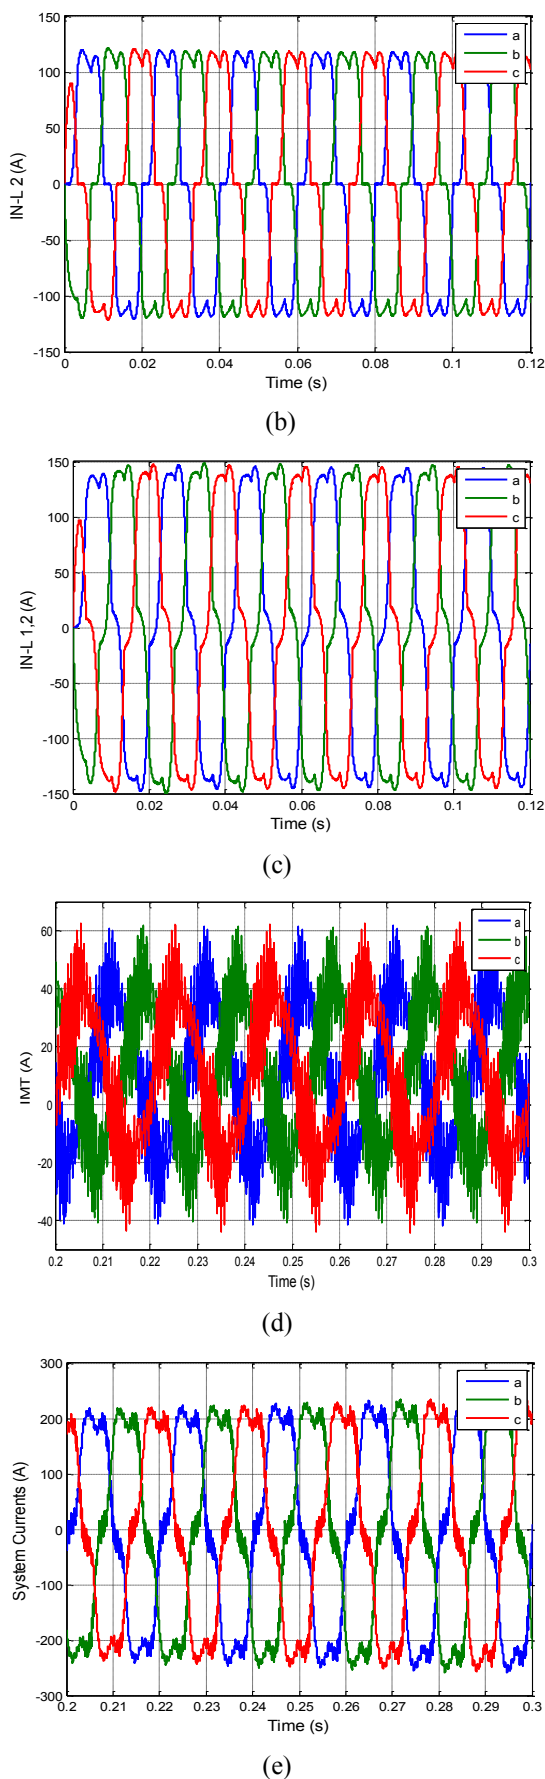 150
100
50
0
-50
-100
-150
IN-L 2 (A)
a
b
c
0 0.02 0.04 0.06 0.08 0.1 0.12
Time (s)
(b)
150
100
50
0
-50
-100
-150
IN-L 1,2 (A)
a
b
c
0 0.02 0.04 0.06 0.08 0.1 0.12
Time (s)
(c)
60
40
20
0
-20
-40
IMT (A)
a
b
c
0.2 0.21 0.22 0.23 0.24 0.25 0.26 0.27 0.28 0.29 0.3
Time (s)
(d)
300
200
100
0
-100
-200
-300
System Currents (A)
a
b
c
0.2 0.21 0.22 0.23 0.24 0.25 0.26 0.27 0.28 0.29 0.3
Time (s)
(e)